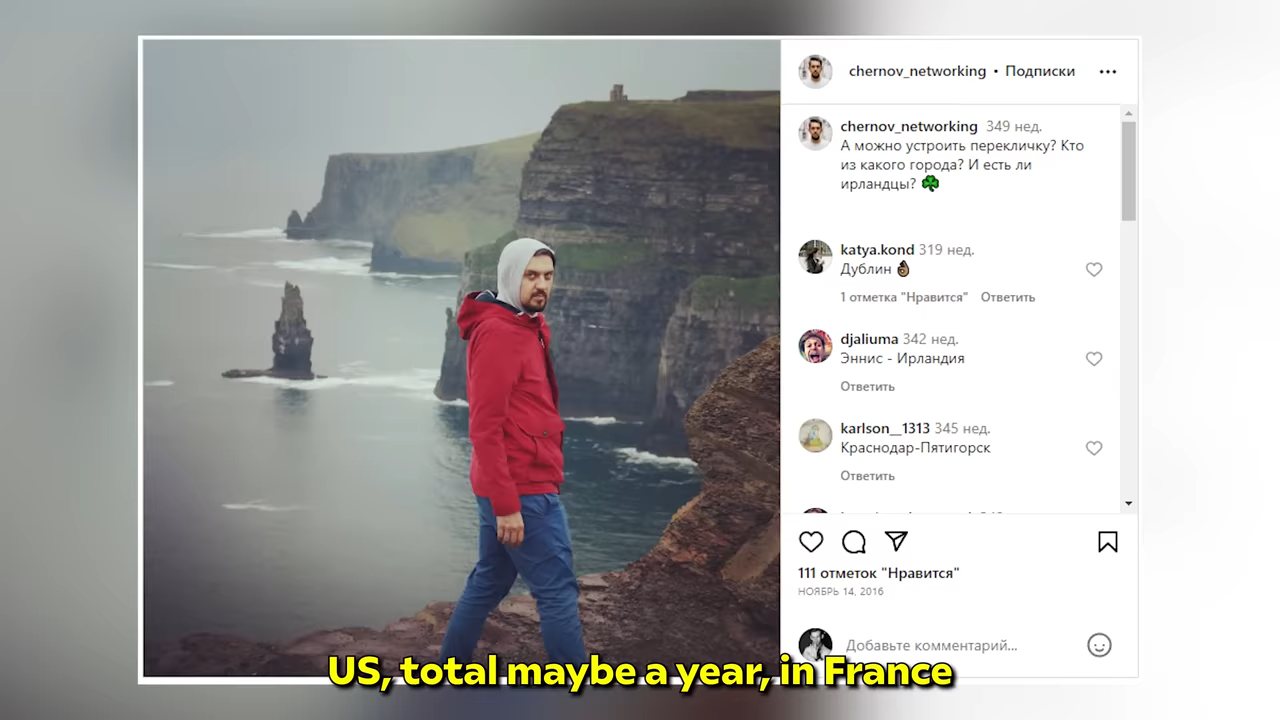 chernov_networking • Подписки
chernov_networking 349 нед.
А можно устроить перекличку? Кто
из какого города? И есть ли
ирландцы? ☘️
katya.kond 319 нед.
Дублин 👌🏿
1 отметка "Нравится" Ответить
djaliuma 342 нед.
Эннис - Ирландия
Ответить
karlson__1313 345 нед.
Краснодар-Пятигорск
Ответить
111 отметок "Нравится"
НОЯБРЬ 14, 2016
Добавьте комментарий...
US, total maybe a year, in France